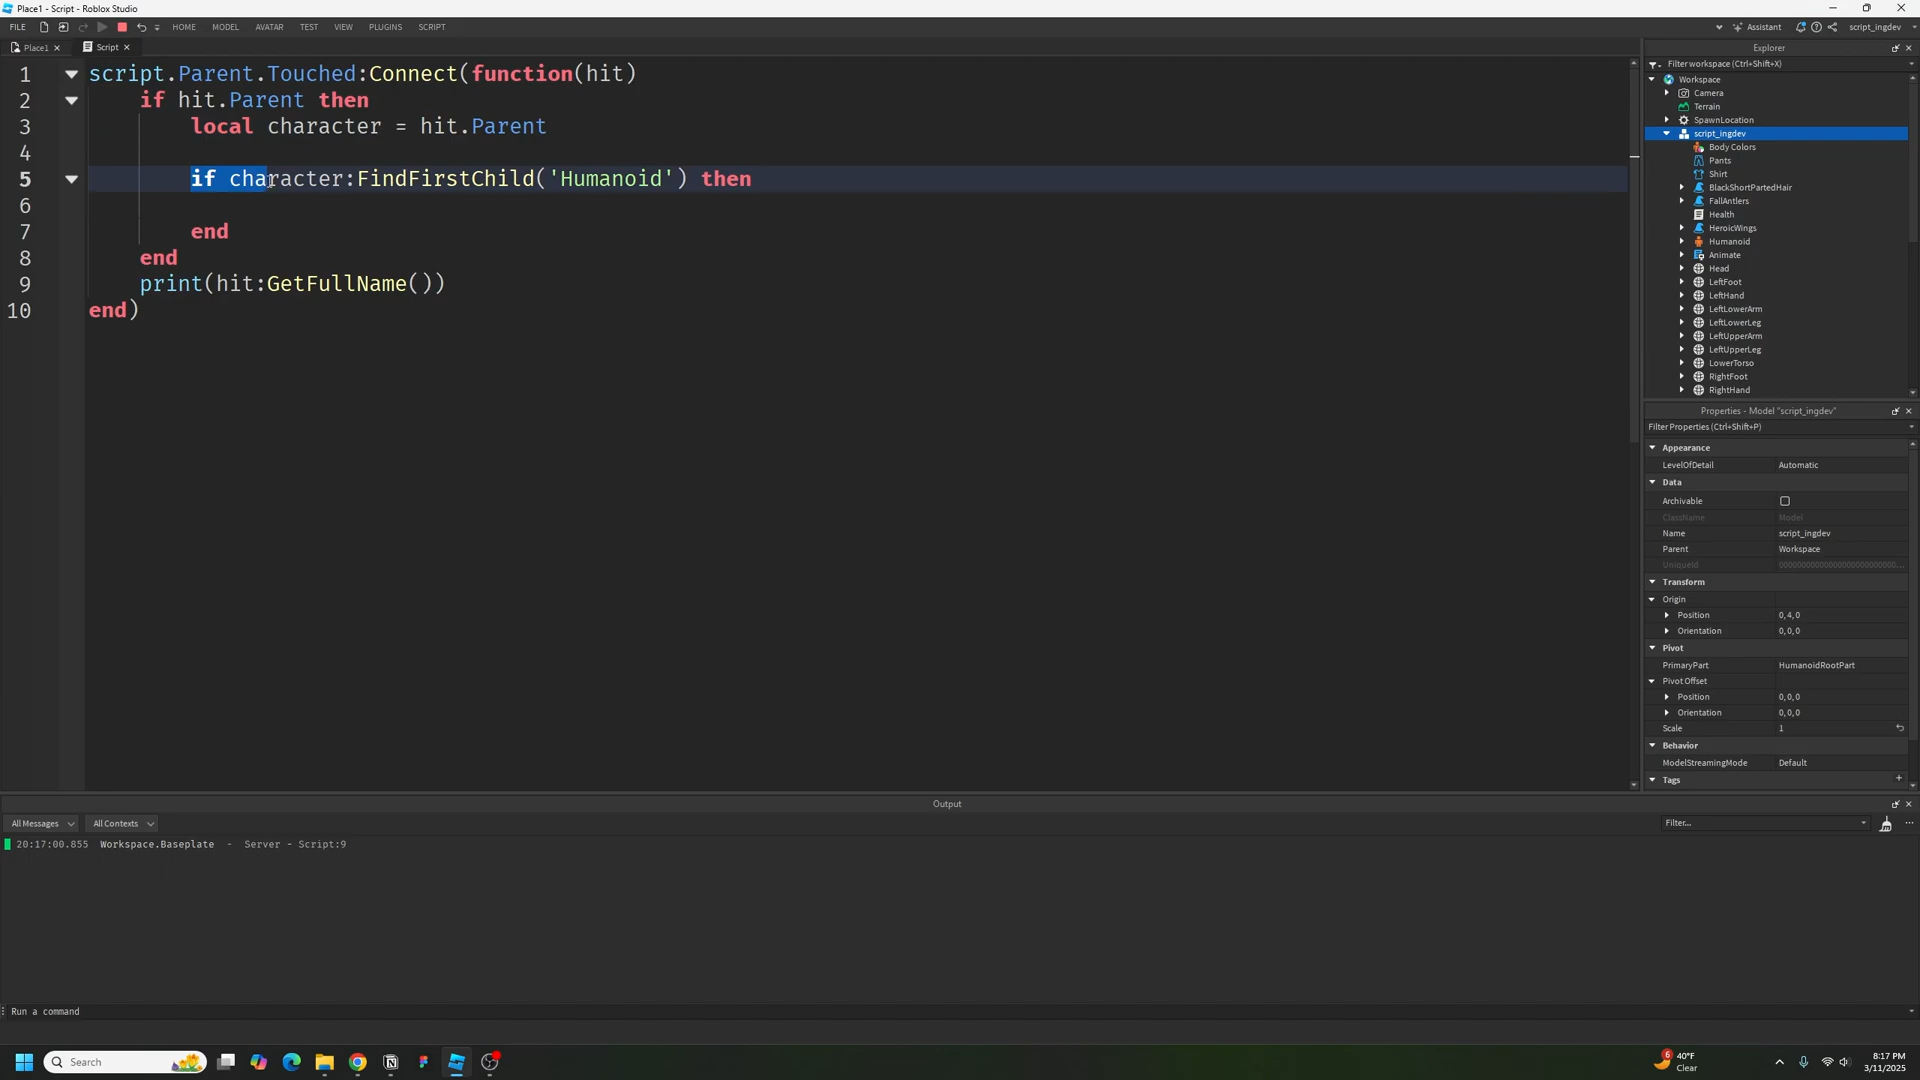 Place1 - Script - Roblox Studio
FILE HOME MODEL AVATAR TEST VIEW PLUGINS SCRIPT Assistant script_ingdev
Place1 Script
1 script.Parent.Touched:Connect(function(hit)
2 if hit.Parent then
3 local character = hit.Parent
4
5 if character:FindFirstChild('Humanoid') then
6
7 end
8 end
9 print(hit:GetFullName())
10 end)
Explorer
Filter workspace (Ctrl+Shift+X)
Workspace
Camera
Terrain
SpawnLocation
script_ingdev
Body Colors
Pants
Shirt
BlackShortPartedHair
FallAntlers
Health
HeroicWings
Humanoid
Animate
Head
LeftFoot
LeftHand
LeftLowerArm
LeftLowerLeg
LeftUpperArm
LeftUpperLeg
LowerTorso
RightFoot
RightHand
Properties - Model "script_ingdev"
Filter Properties (Ctrl+Shift+P)
Appearance
LevelOfDetail Automatic
Data
Archivable
ClassName Model
Name script_ingdev
Parent Workspace
UniqueId
Transform
Origin
Position 0, 4, 0
Orientation 0, 0, 0
Pivot
PrimaryPart HumanoidRootPart
Pivot Offset
Position 0, 0, 0
Orientation 0, 0, 0
Scale 1
Behavior
ModelStreamingMode Default
Tags
Output
All Messages All Contexts Filter...
20:17:00.855 Workspace.Baseplate - Server - Script:9
Run a command
Search
6
40°F
Clear
8:17 PM
3/11/2025